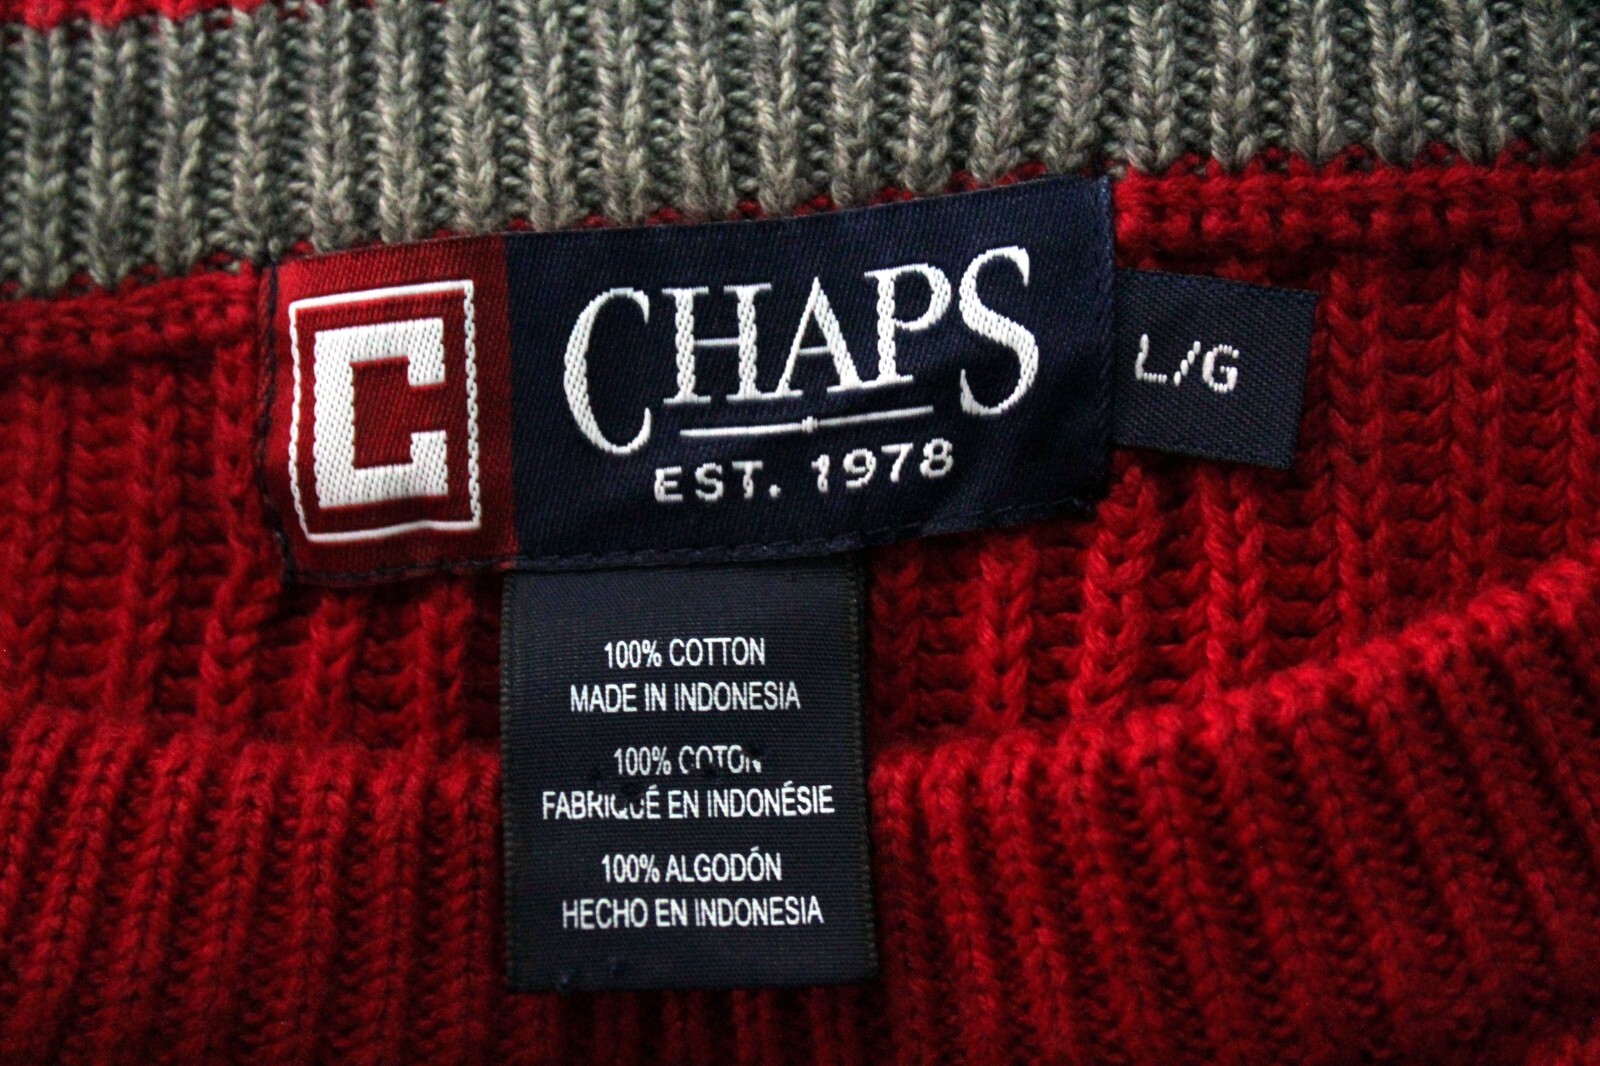 C
CHAPS
EST. 1978
L/G
100% COTTON
MADE IN INDONESIA
100% COTON
FABRIQUÉ EN INDONÉSIE
100% ALGODÓN
HECHO EN INDONESIA